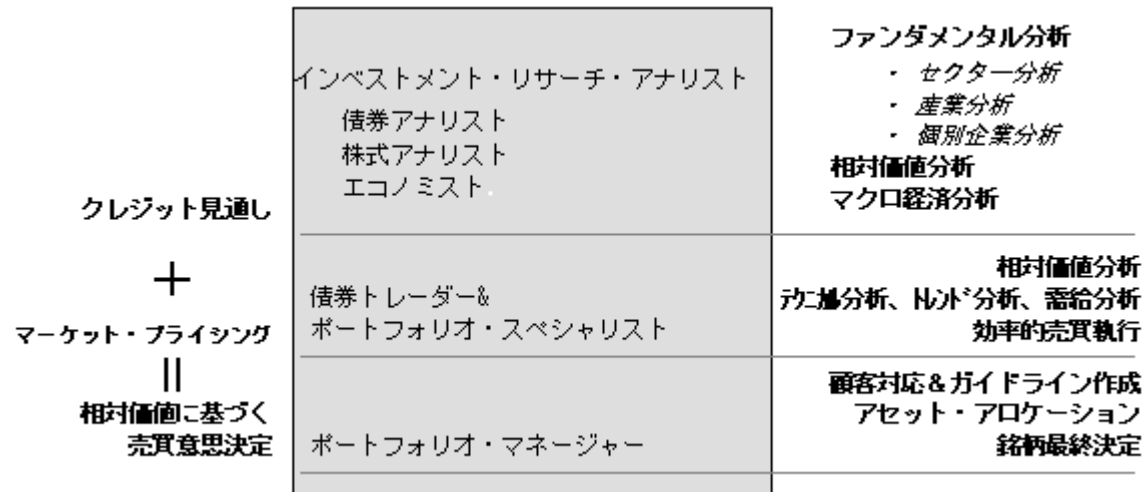 クレジット見通し
＋
マーケット・プライシング
||
相対価値に基づく
売買意思決定
インベストメント・リサーチ・アナリスト
債券アナリスト
株式アナリスト
エコノミスト
債券トレーダー&
ポートフォリオ・スペシャリスト
ポートフォリオ・マネージャー
ファンダメンタル分析
・ セクター分析
・ 産業分析
・ 個別企業分析
相対価値分析
マクロ経済分析
相対価値分析
ﾃｸﾆｶﾙ分析、ﾄﾚﾝﾄﾞ分析、需給分析
効率的売買執行
顧客対応＆ガイドライン作成
アセット・アロケーション
銘柄最終決定